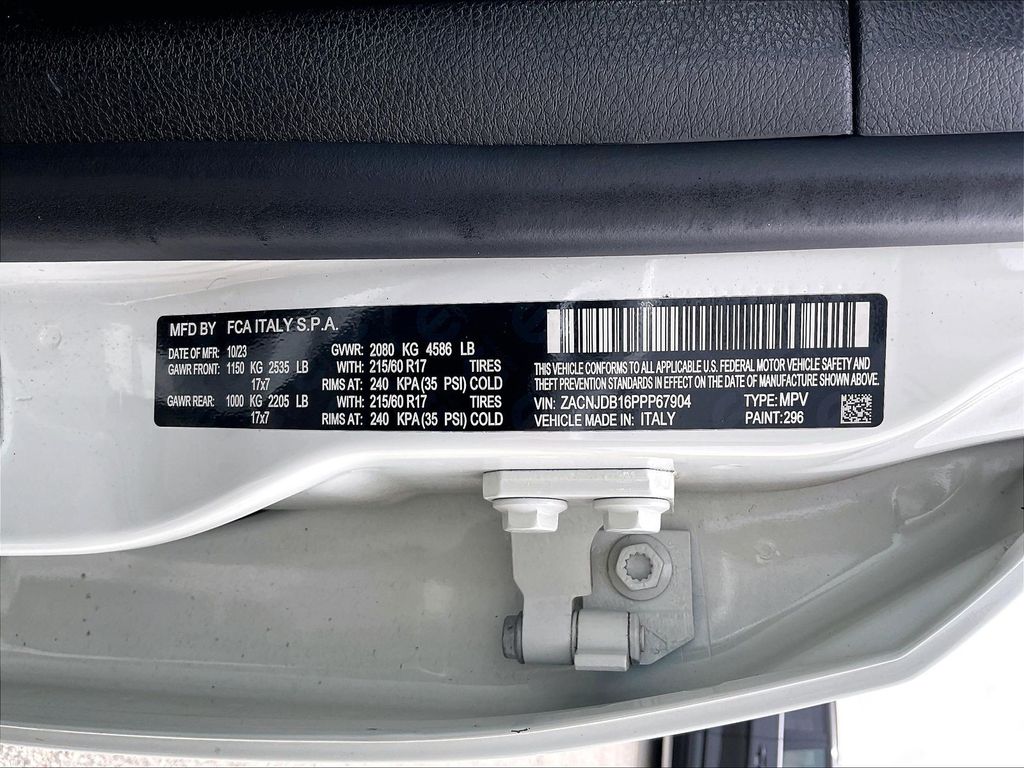 MFD BY FCA ITALY S.P.A.
DATE OF MFR: 10/23 GVWR: 2080 KG 4586 LB
GAWR FRONT: 1150 KG 2535 LB WITH: 215/60 R17 TIRES
17x7 RIMS AT: 240 KPA (35 PSI) COLD
GAWR REAR: 1000 KG 2205 LB WITH: 215/60 R17 TIRES
17x7 RIMS AT: 240 KPA (35 PSI) COLD
THIS VEHICLE CONFORMS TO ALL APPLICABLE U.S. FEDERAL MOTOR VEHICLE SAFETY AND
THEFT PREVENTION STANDARDS IN EFFECT ON THE DATE OF MANUFACTURE SHOWN ABOVE.
VIN: ZACNJDB16PPP67904 TYPE: MPV
VEHICLE MADE IN: ITALY PAINT: 296